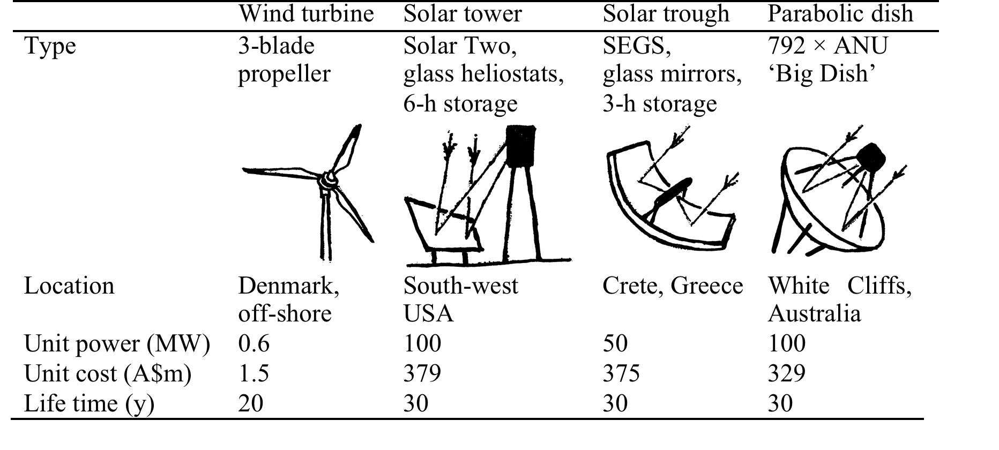 Wind turbine Solar tower Solar trough Parabolic dish
Type 3-blade Solar Two, SEGS, 792 × ANU
propeller glass heliostats, glass mirrors, ‘Big Dish’
6-h storage 3-h storage
Location Denmark, South-west Crete, Greece White Cliffs,
off-shore USA Australia
Unit power (MW) 0.6 100 50 100
Unit cost (A$m) 1.5 379 375 329
Life time (y) 20 30 30 30